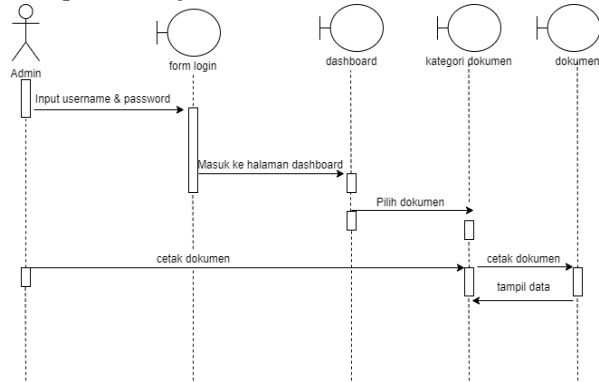 Admin
form login
dashboard
kategori dokumen
dokumen
Input username & password
Masuk ke halaman dashboard
Pilih dokumen
cetak dokumen
cetak dokumen
tampil data